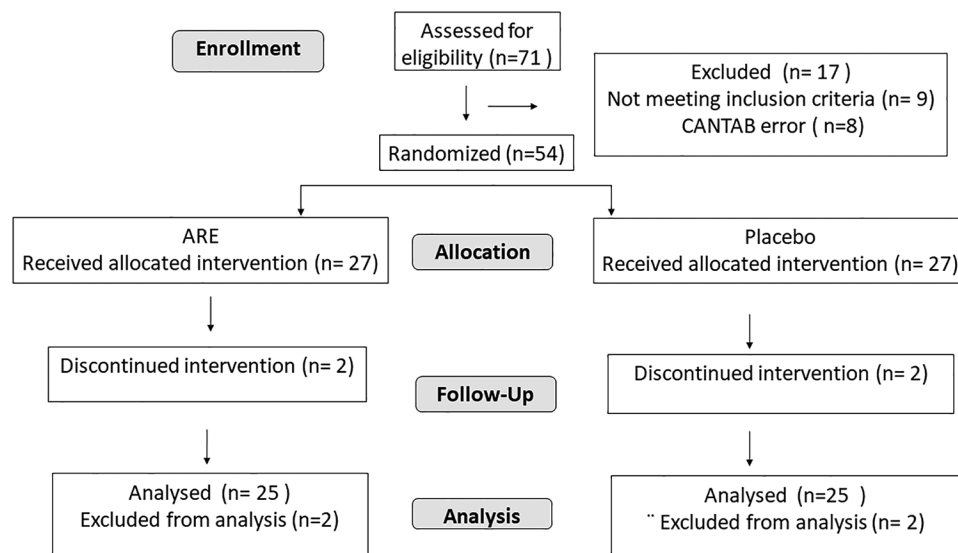 Enrollment
Assessed for
eligibility (n=71 )
Excluded (n= 17 )
Not meeting inclusion criteria (n= 9)
CANTAB error ( n=8)
Randomized (n=54)
ARE
Received allocated intervention (n= 27)
Allocation
Placebo
Received allocated intervention (n= 27)
Discontinued intervention (n= 2)
Follow-Up
Discontinued intervention (n= 2)
Analysed (n= 25 )
Excluded from analysis (n=2)
Analysis
Analysed (n=25 )
¨ Excluded from analysis (n= 2)